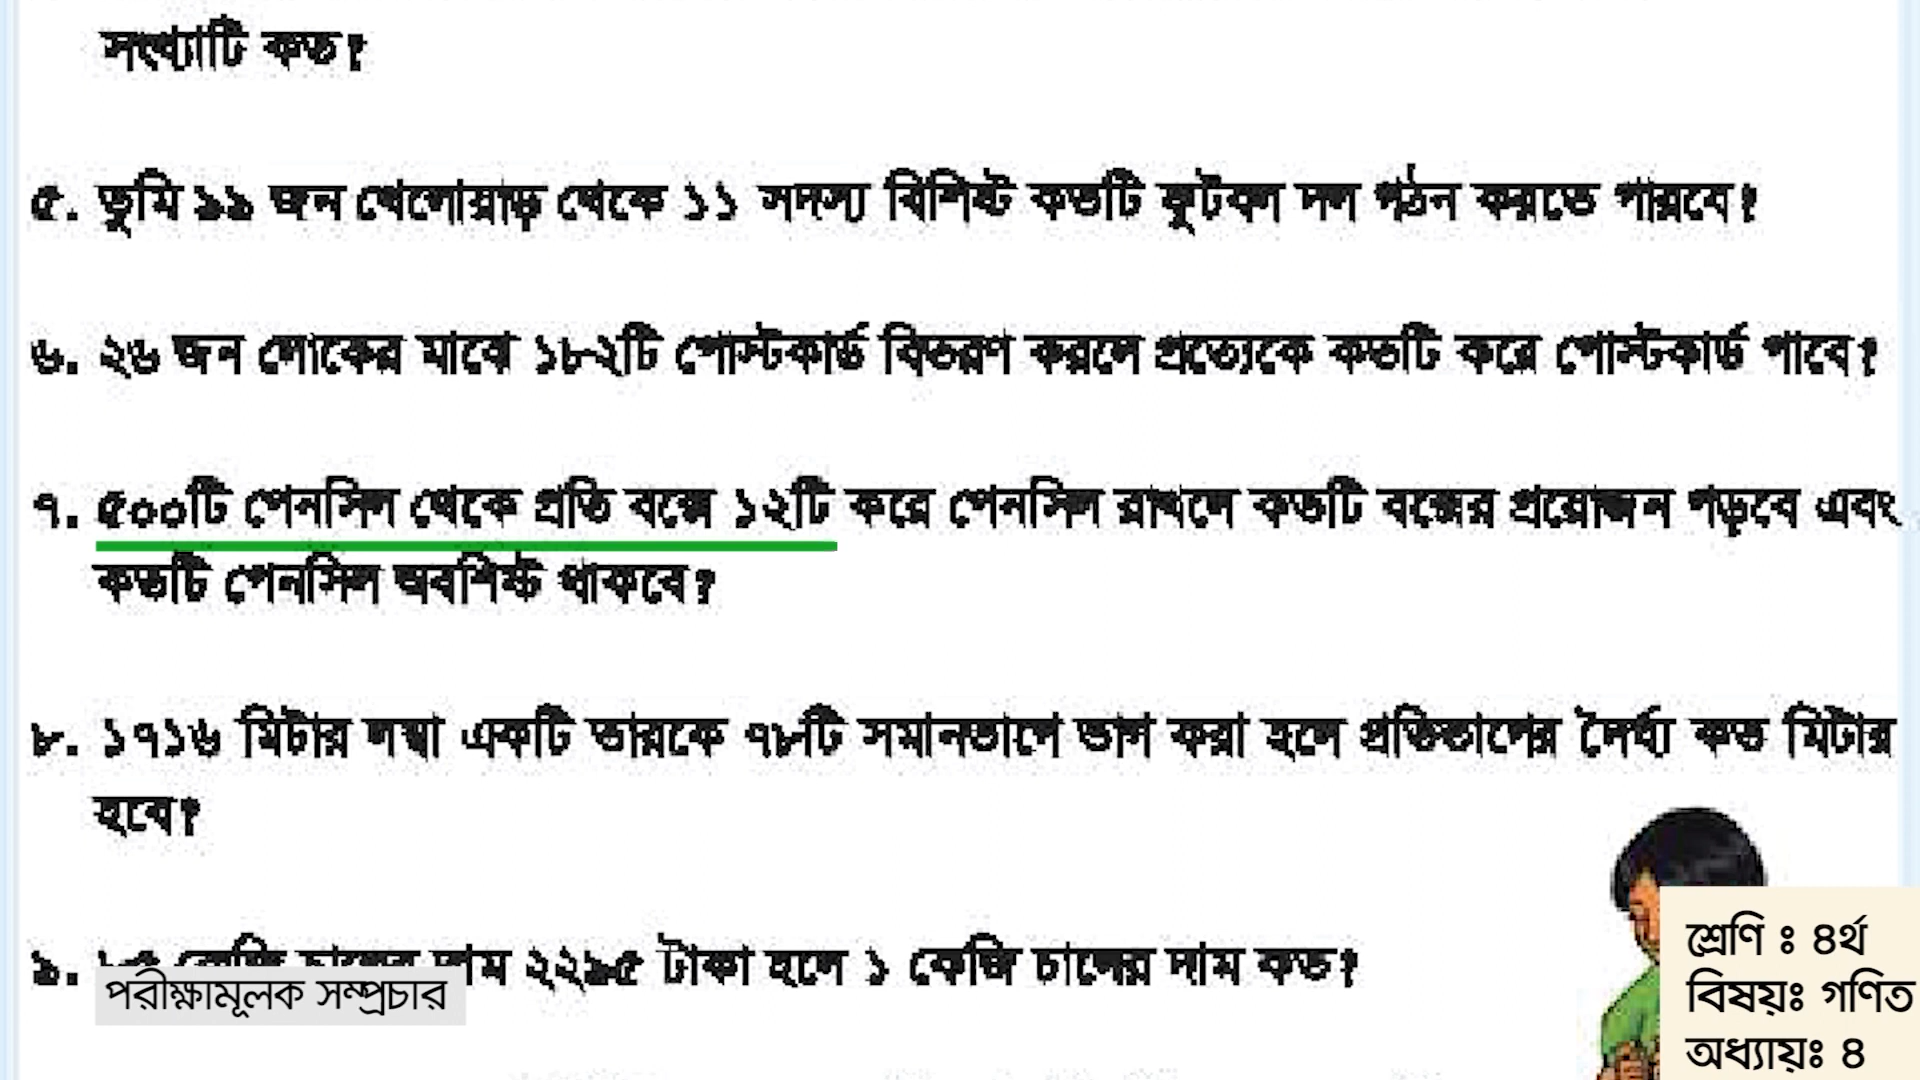 সংখ্যাটি কত?
৫. তুমি ৯৯ জন খেলোয়াড় থেকে ১১ সদস্য বিশিষ্ট কতটি ফুটবল দল গঠন করতে পারবে?
৬. ২৬ জন লোকের মাঝে ১৮২টি পোস্টকার্ড বিতরণ করলে প্রত্যেকে কতটি করে পোস্টকার্ড পাবে?
৭. ৫০০টি পেনসিল থেকে প্রতি বক্সে ১২টি করে পেনসিল রাখলে কতটি বক্সের প্রয়োজন পড়বে এবং
কতটি পেনসিল অবশিষ্ট থাকবে?
৮. ১৭১৬ মিটার লম্বা একটি তারকে ৭৮টি সমানভাগে ভাগ করা হলে প্রতিভাগের দৈর্ঘ্য কত মিটার
হবে?
৯. কেজি চালের দাম ২২৯৫ টাকা হলে ১ কেজি চালের দাম কত?
পরীক্ষামূলক সম্প্রচার
শ্রেণি ঃ ৪র্থ
বিষয়ঃ গণিত
অধ্যায়ঃ ৪